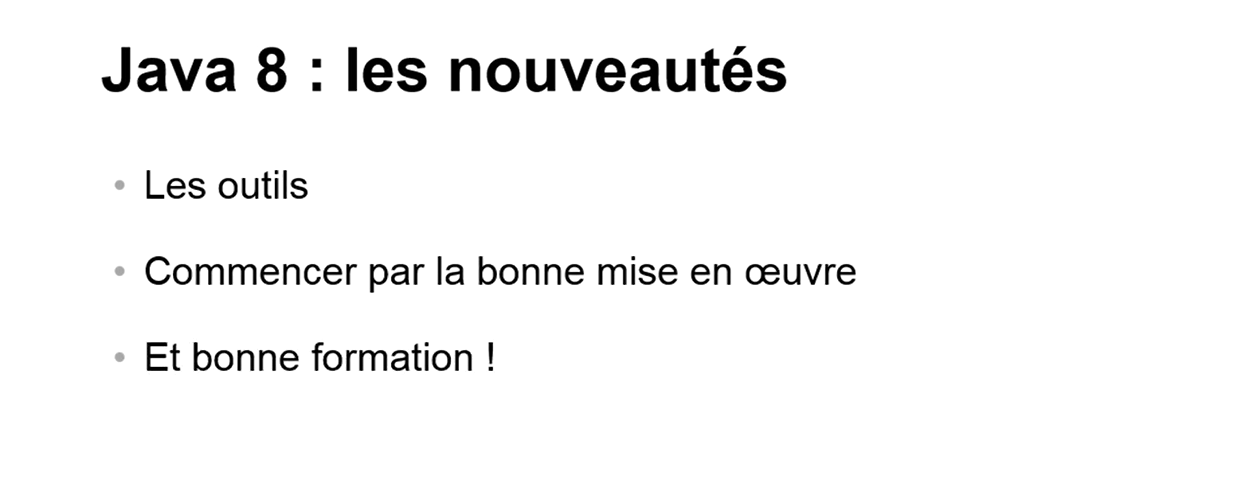 Java 8 : les nouveautés
• Les outils
• Commencer par la bonne mise en œuvre
• Et bonne formation !